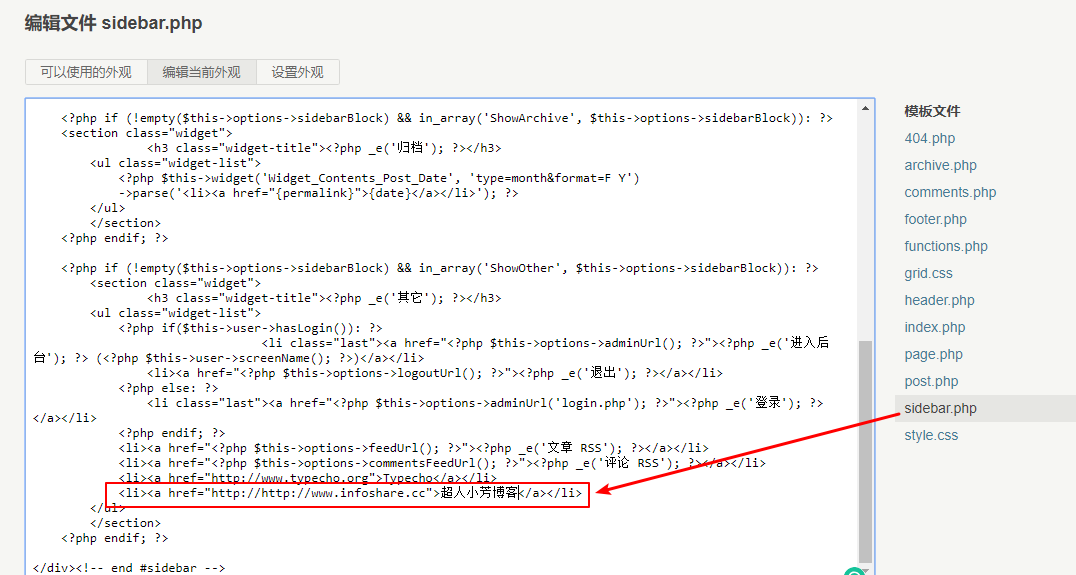 编辑文件 sidebar.php
可以使用的外观 编辑当前外观 设置外观
<?php if (!empty($this->options->sidebarBlock) && in_array('ShowArchive', $this->options->sidebarBlock)): ?>
<section class="widget">
<h3 class="widget-title"><?php _e('归档'); ?></h3>
<ul class="widget-list">
<?php $this->widget('Widget_Contents_Post_Date', 'type=month&format=F Y')
->parse('<li><a href="{permalink}">{date}</a></li>'); ?>
</ul>
</section>
<?php endif; ?>
<?php if (!empty($this->options->sidebarBlock) && in_array('ShowOther', $this->options->sidebarBlock)): ?>
<section class="widget">
<h3 class="widget-title"><?php _e('其它'); ?></h3>
<ul class="widget-list">
<?php if($this->user->hasLogin()): ?>
<li class="last"><a href="<?php $this->options->adminUrl(); ?>"><?php _e('进入后
台'); ?> (<?php $this->user->screenName(); ?>)</a></li>
<li><a href="<?php $this->options->logoutUrl(); ?>"><?php _e('退出'); ?></a></li>
<?php else: ?>
<li class="last"><a href="<?php $this->options->adminUrl('login.php'); ?>"><?php _e('登录'); ?>
</a></li>
<?php endif; ?>
<li><a href="<?php $this->options->feedUrl(); ?>"><?php _e('文章 RSS'); ?></a></li>
<li><a href="<?php $this->options->commentsFeedUrl(); ?>"><?php _e('评论 RSS'); ?></a></li>
<li><a href="http://www.typecho.org">Typecho</a></li>
<li><a href="http://http://www.infoshare.cc">超人小芳博客</a></li>
</ul>
</section>
<?php endif; ?>
</div><!-- end #sidebar -->
模板文件
404.php
archive.php
comments.php
footer.php
functions.php
grid.css
header.php
index.php
page.php
post.php
sidebar.php
style.css